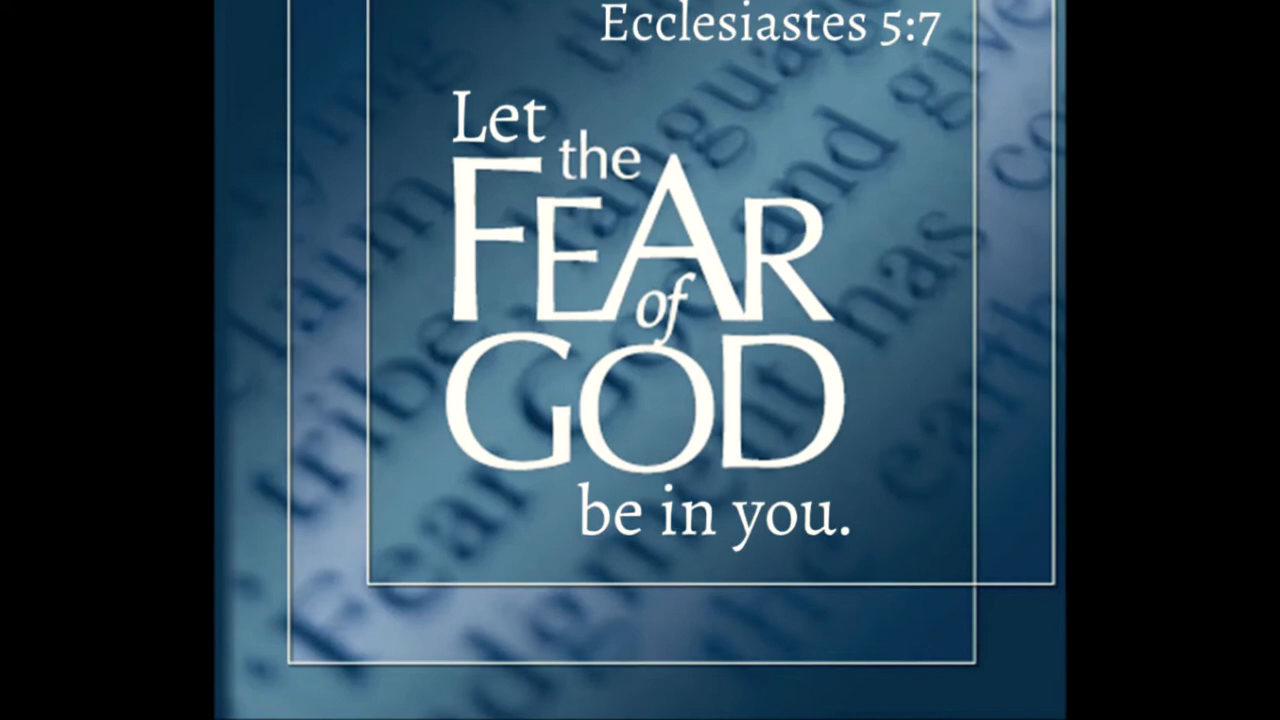 Ecclesiastes 5:7
Let
the
FEAR
of
GOD
be in you.